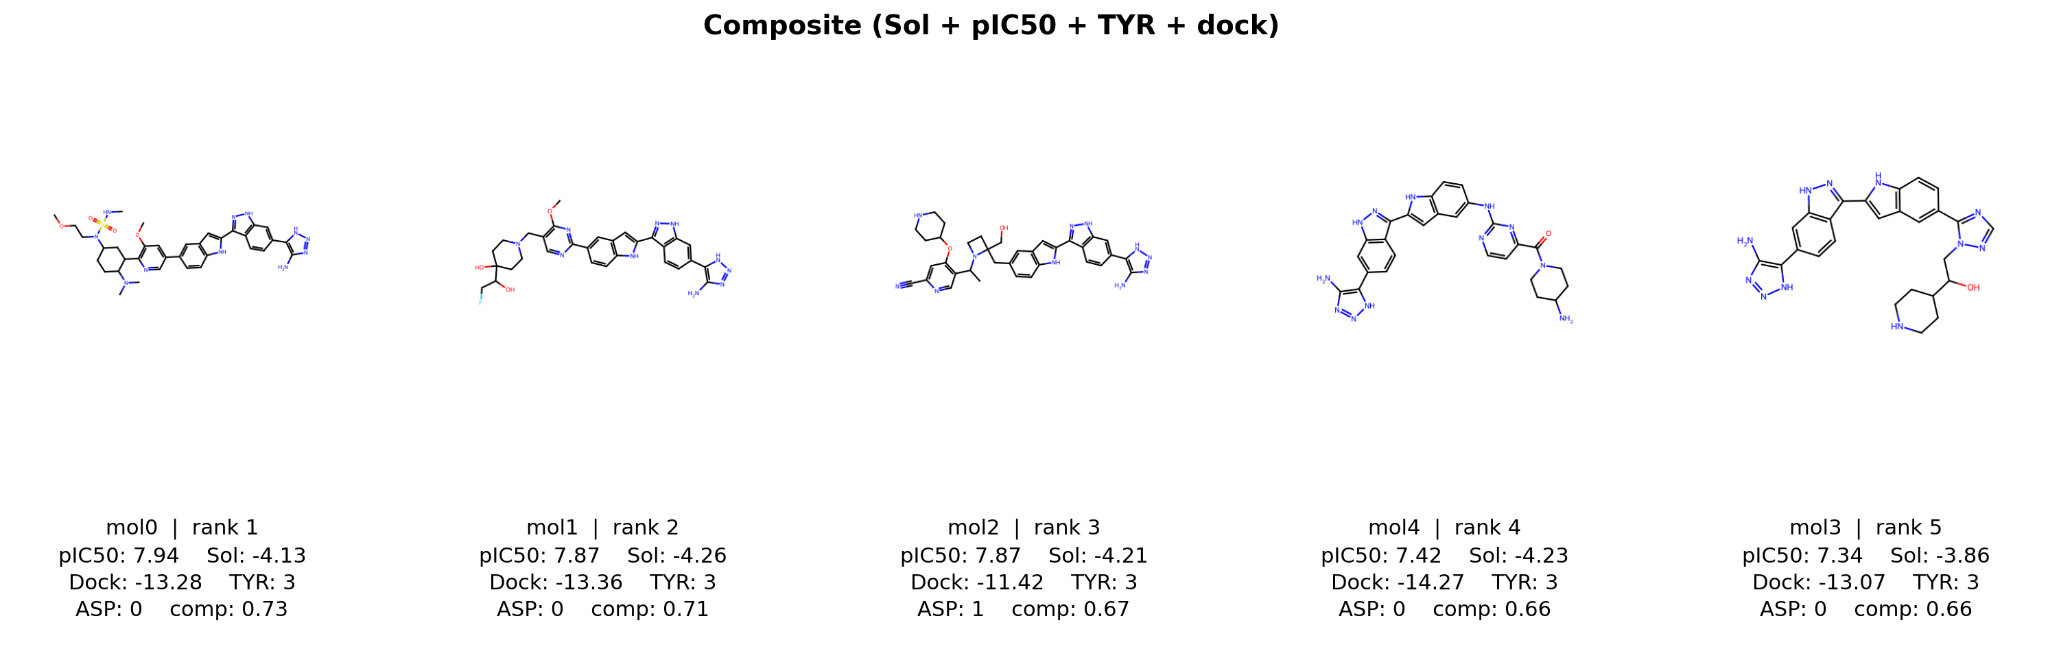 Composite (Sol + pIC50 + TYR + dock)
mol0 | rank 1
pIC50: 7.94 Sol: -4.13
Dock: -13.28 TYR: 3
ASP: 0 comp: 0.73
mol1 | rank 2
pIC50: 7.87 Sol: -4.26
Dock: -13.36 TYR: 3
ASP: 0 comp: 0.71
mol2 | rank 3
pIC50: 7.87 Sol: -4.21
Dock: -11.42 TYR: 3
ASP: 1 comp: 0.67
mol4 | rank 4
pIC50: 7.42 Sol: -4.23
Dock: -14.27 TYR: 3
ASP: 0 comp: 0.66
mol3 | rank 5
pIC50: 7.34 Sol: -3.86
Dock: -13.07 TYR: 3
ASP: 0 comp: 0.66